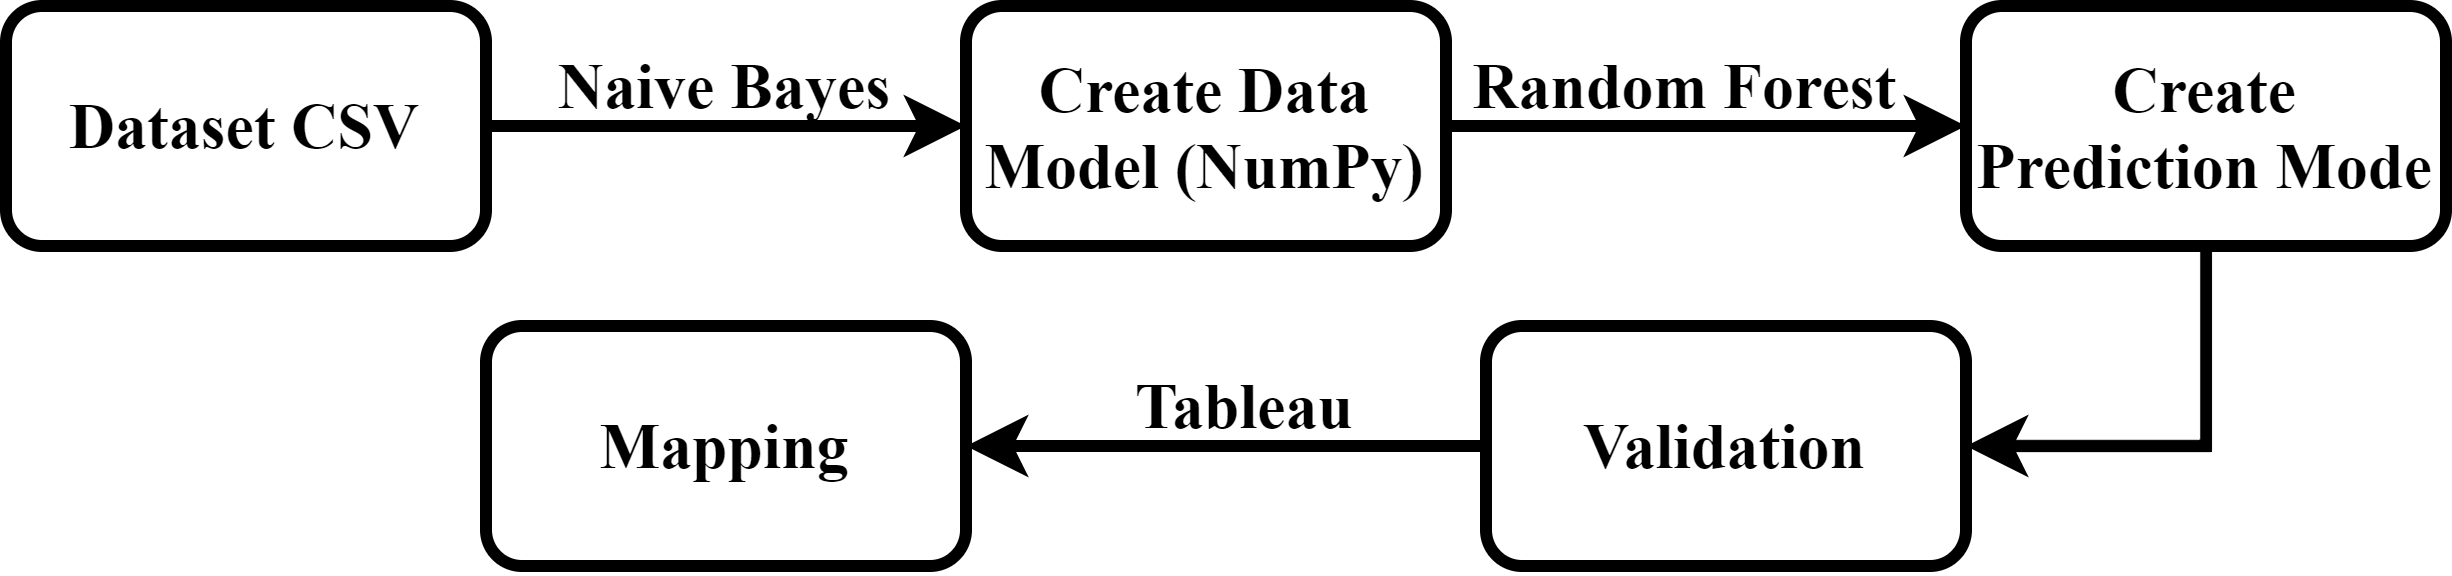 Dataset CSV
Naive Bayes
Create Data
Model (NumPy)
Random Forest
Create
Prediction Mode
Validation
Tableau
Mapping